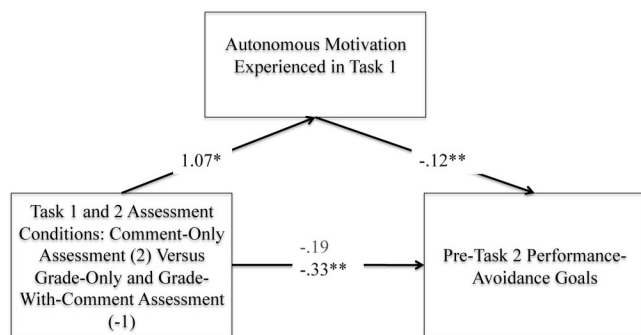 Autonomous Motivation
Experienced in Task 1
1.07*
-.12**
Task 1 and 2 Assessment
Conditions: Comment-Only
Assessment (2) Versus
Grade-Only and Grade-
With-Comment Assessment
(-1)
-.19
-.33**
Pre-Task 2 Performance-
Avoidance Goals